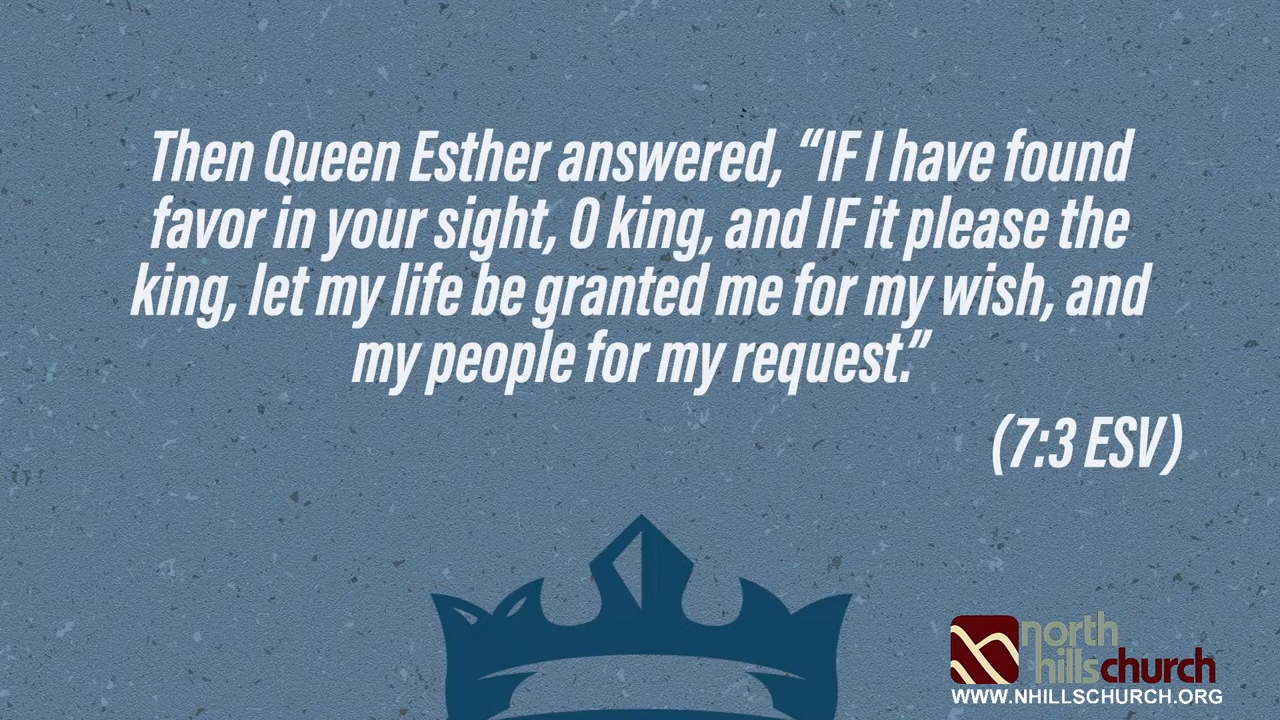 Then Queen Esther answered, “IF I have found
favor in your sight, O king, and IF it please the
king, let my life be granted me for my wish, and
my people for my request.”
(7:3 ESV)
north
hillschurch
WWW.NHILLSCHURCH.ORG